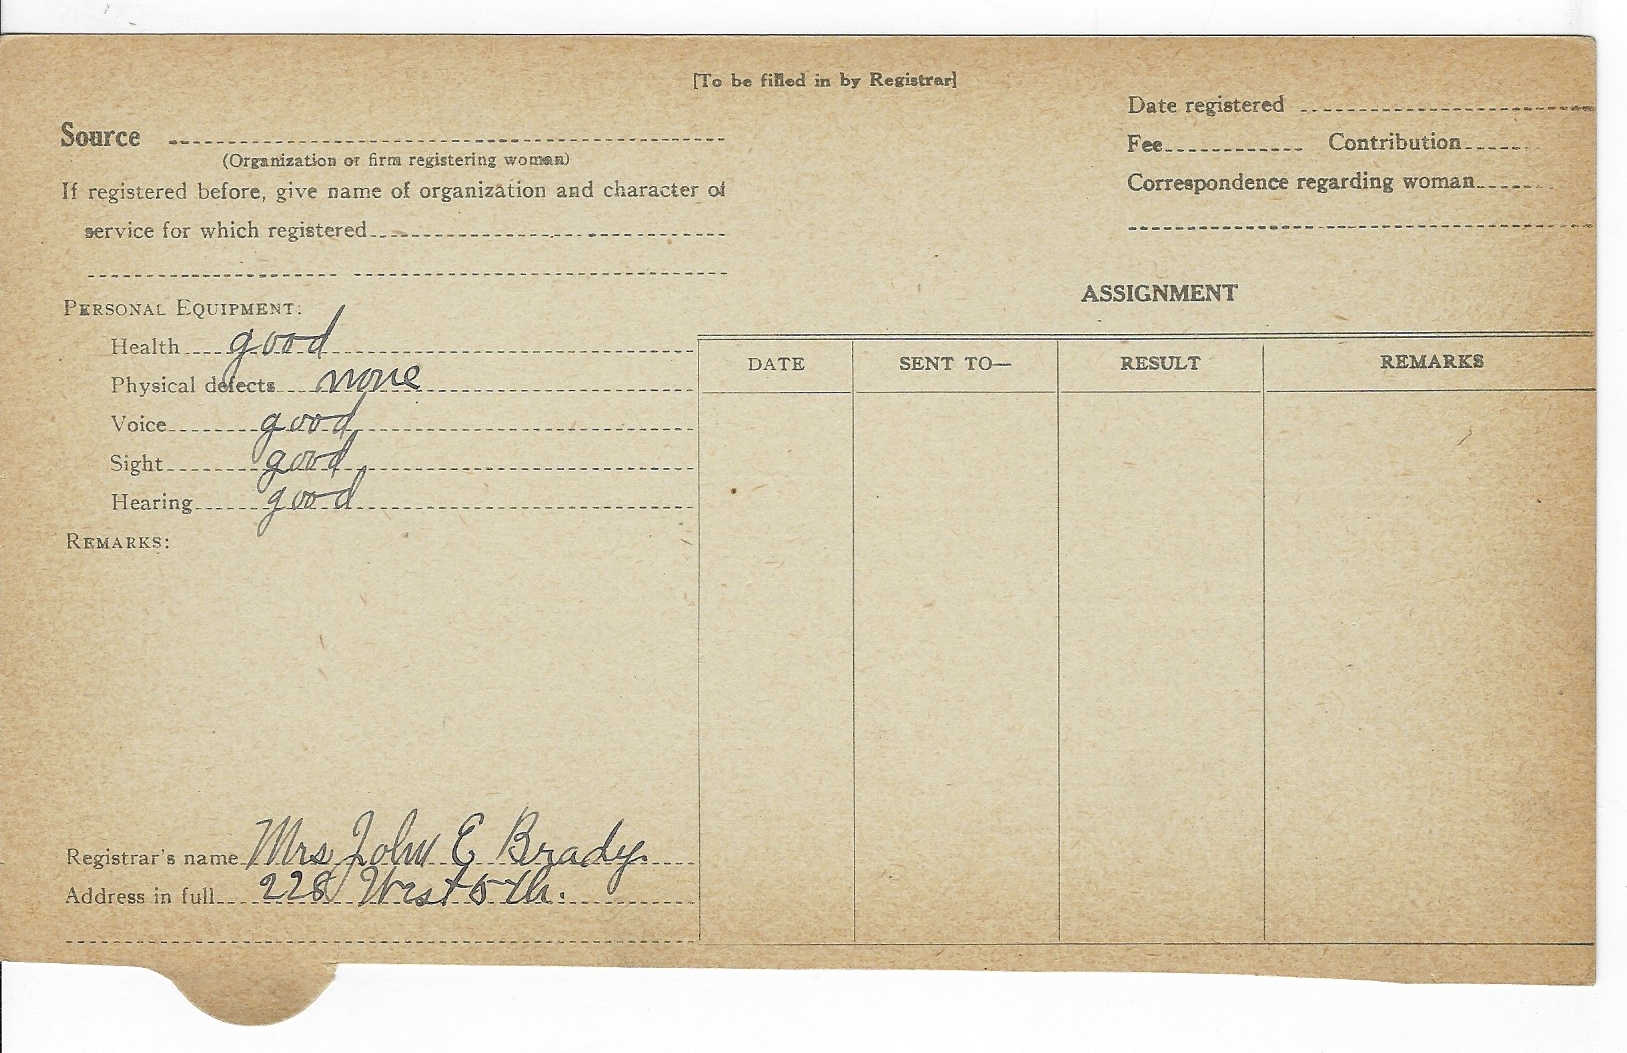 [To be filled in by Registrar]
Source
(Organization or firm registering woman)
If registered before, give name of organization and character of
service for which registered
Date registered
Fee Contribution
Correspondence regarding woman
PERSONAL EQUIPMENT:
Health good
Physical defects none
Voice good
Sight good
Hearing good
REMARKS:
ASSIGNMENT
DATE SENT TO— RESULT REMARKS
Registrar's name Mrs John E Brady.
Address in full 228 West 5th.